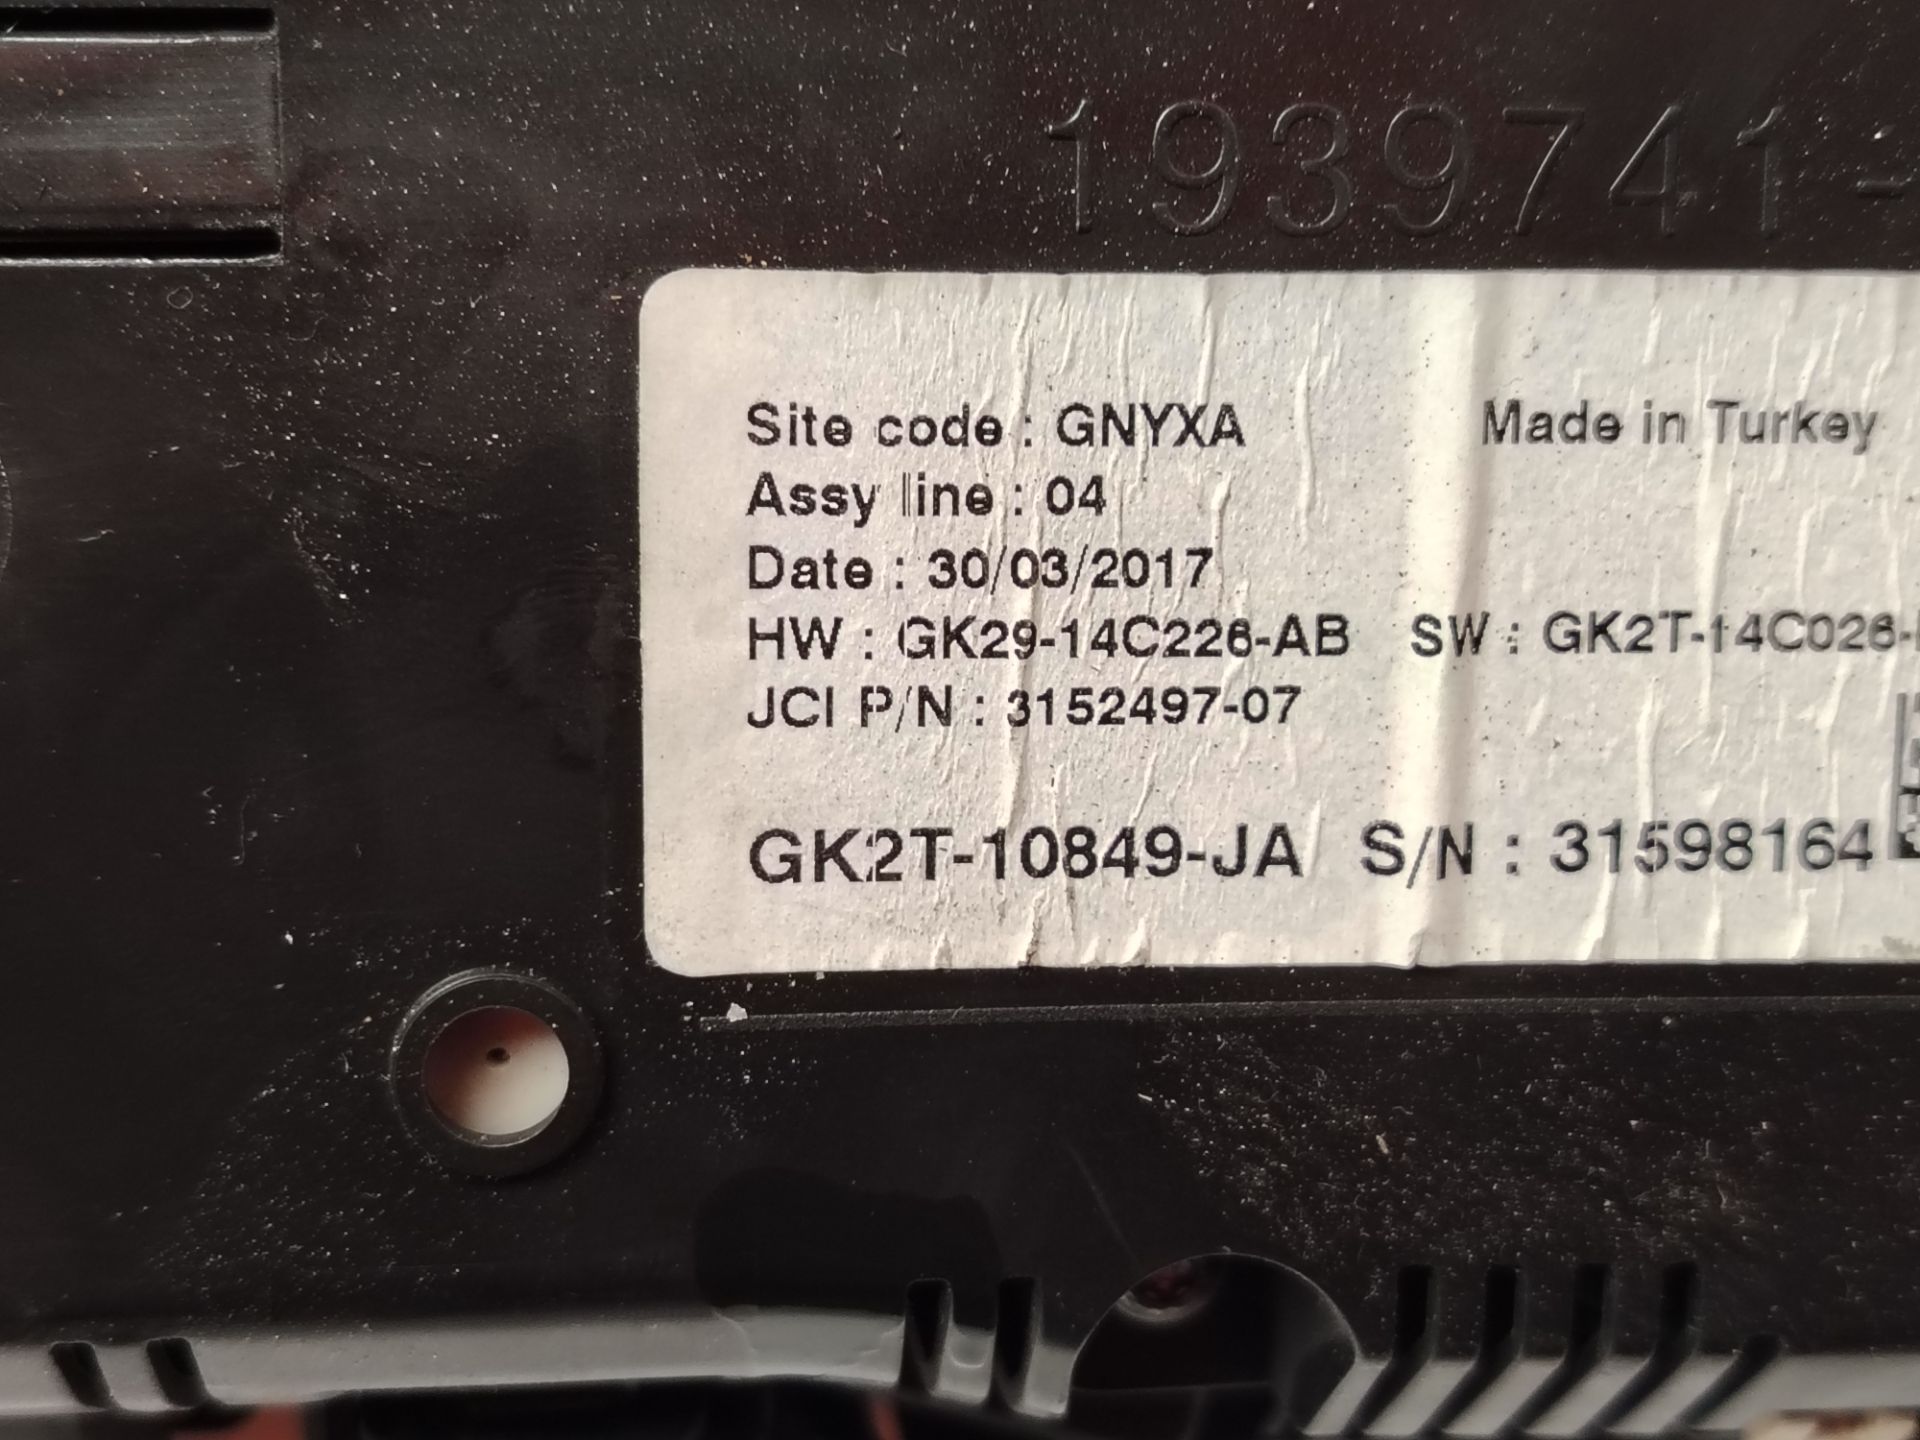 1939741-
Site code : GNYXA Made in Turkey
Assy line : 04
Date : 30/03/2017
HW : GK29-14C226-AB SW : GK2T-14C026-
JCI P/N : 3152497-07
GK2T-10849-JA S/N : 31598164